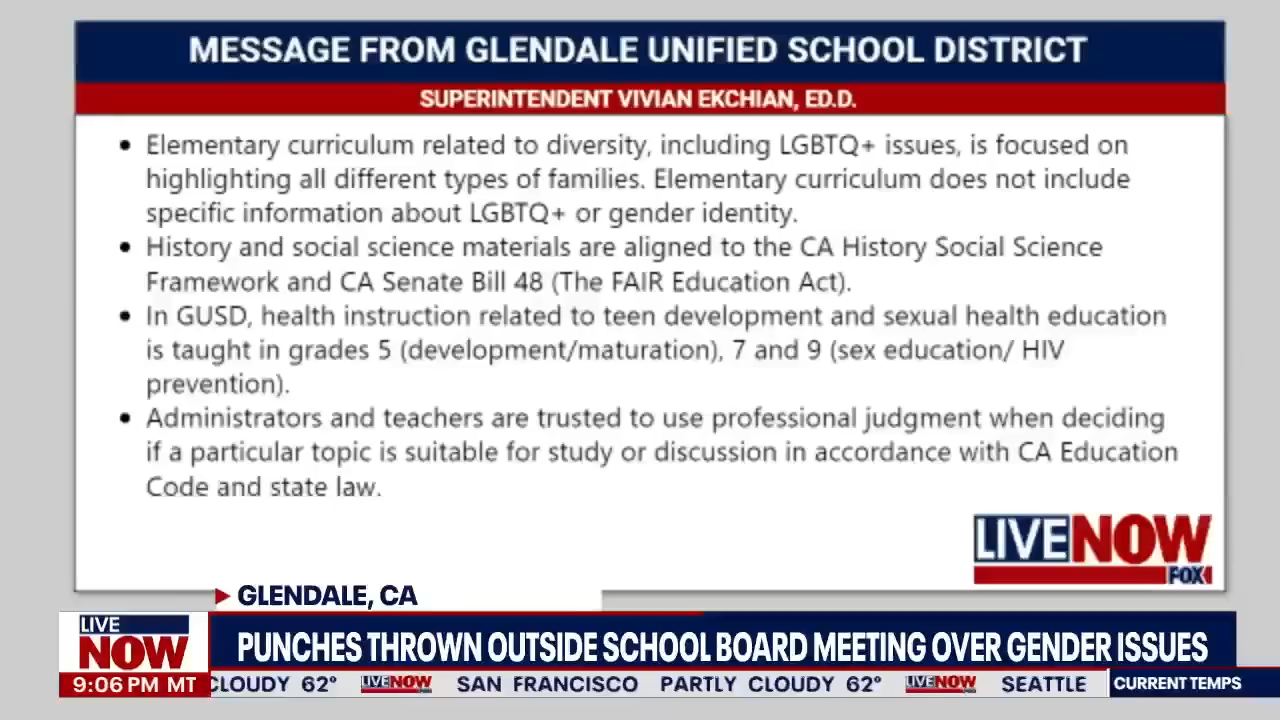 MESSAGE FROM GLENDALE UNIFIED SCHOOL DISTRICT
SUPERINTENDENT VIVIAN EKCHIAN, ED.D.
• Elementary curriculum related to diversity, including LGBTQ+ issues, is focused on
highlighting all different types of families. Elementary curriculum does not include
specific information about LGBTQ+ or gender identity.
• History and social science materials are aligned to the CA History Social Science
Framework and CA Senate Bill 48 (The FAIR Education Act).
• In GUSD, health instruction related to teen development and sexual health education
is taught in grades 5 (development/maturation), 7 and 9 (sex education/ HIV
prevention).
• Administrators and teachers are trusted to use professional judgment when deciding
if a particular topic is suitable for study or discussion in accordance with CA Education
Code and state law.
LIVENOW
FOX
GLENDALE, CA
LIVE
NOW
PUNCHES THROWN OUTSIDE SCHOOL BOARD MEETING OVER GENDER ISSUES
9:06 PM MT CLOUDY 62° LIVENOW SAN FRANCISCO PARTLY CLOUDY 62° LIVENOW SEATTLE CURRENT TEMPS